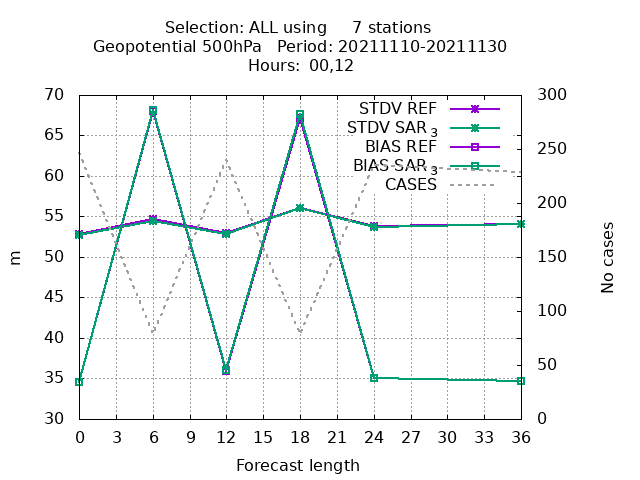 Selection: ALL using     7 stations
Geopotential 500hPa   Period: 20211110-20211130
Hours: 00,12
STDV REF
STDV SAR 3
BIAS REF
BIAS SAR 3
CASES
70
65
60
55
50
45
40
35
30
m
300
250
200
150
100
50
0
No cases
0 3 6 9 12 15 18 21 24 27 30 33 36
Forecast length